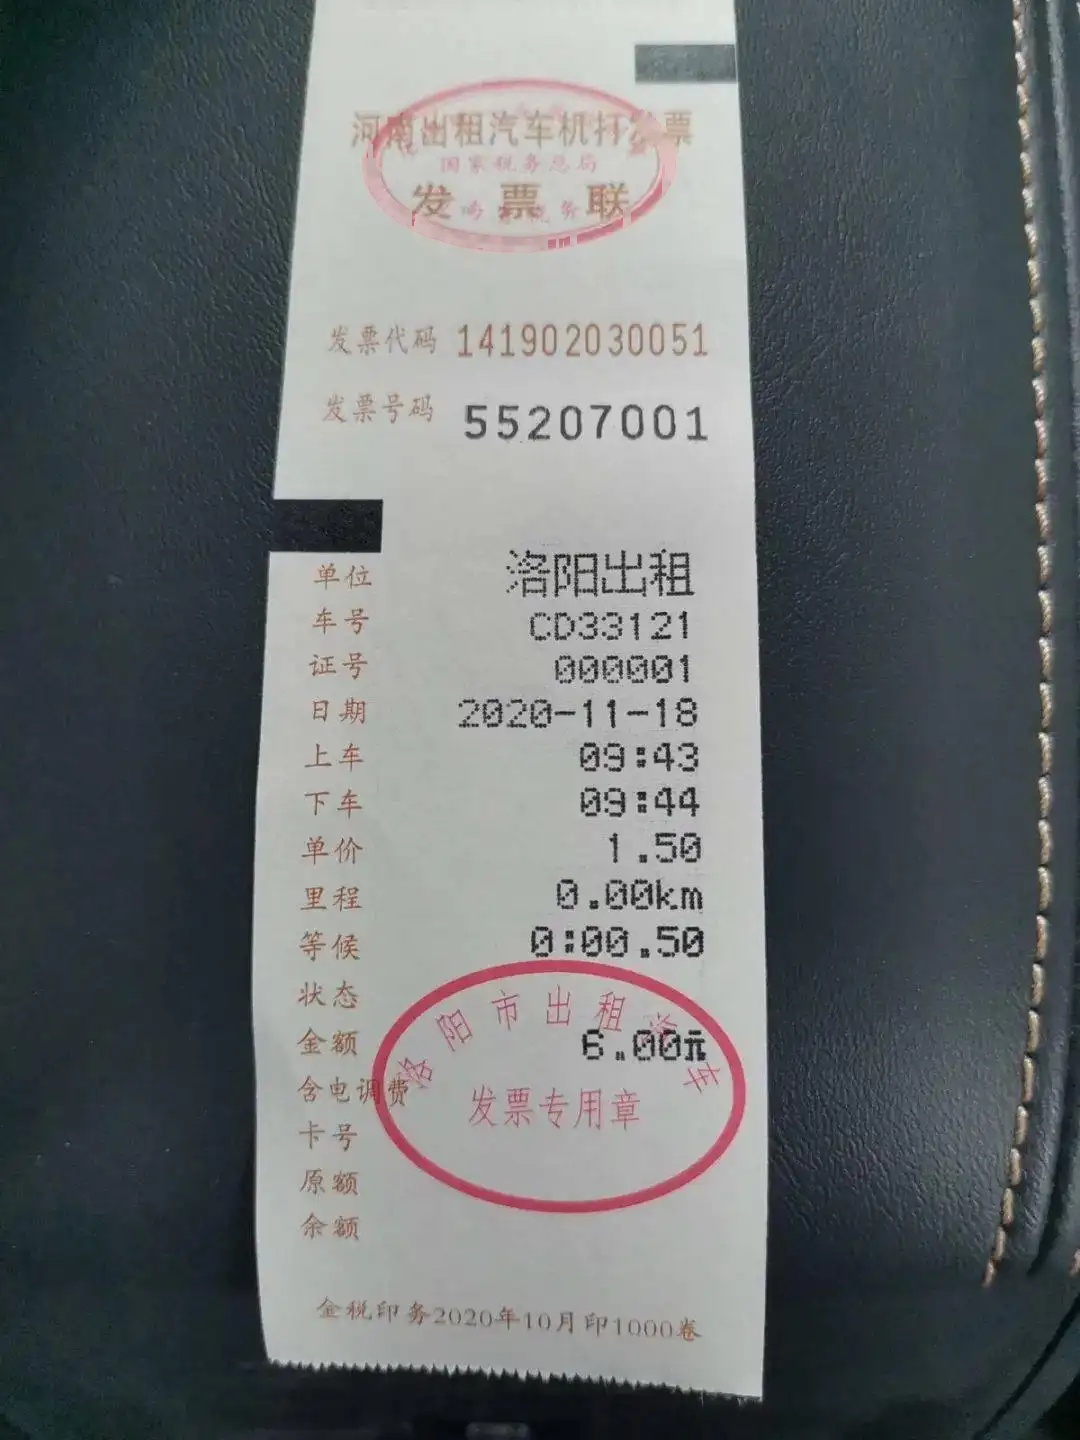 河南出租汽车机打发票
国家税务总局
发票联
发票代码 141902030051
发票号码 55207001
单位 洛阳出租
车号 CD33121
证号 000001
日期 2020-11-18
上车 09:43
下车 09:44
单价 1.50
里程 0.00km
等候 0:00.50
状态
金额 6.00元
含电调费
卡号
原额
余额
洛阳市出租汽车
发票专用章
金税印务2020年10月印1000卷